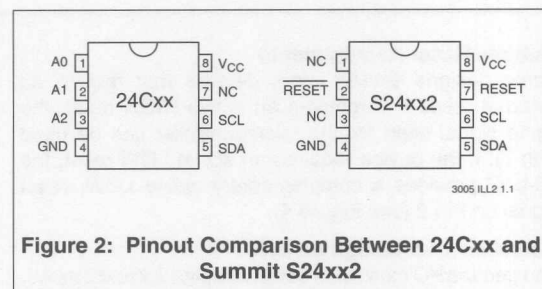 A0 1 8 VCC
A1 2 7 NC
24Cxx
A2 3 6 SCL
GND 4 5 SDA
NC 1 8 VCC
RESET 2 7 RESET
S24xx2
NC 3 6 SCL
GND 4 5 SDA
3005 ILL2 1.1
Figure 2: Pinout Comparison Between 24Cxx and
Summit S24xx2